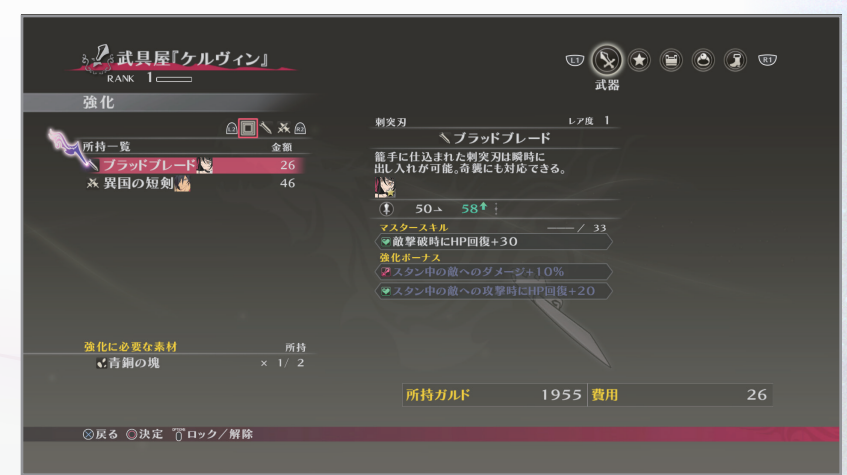 武具屋『ケルヴィン』
RANK 1
L1 R1
武器
強化
L2 R2
所持一覧 金額
ブラッドブレード 26
異国の短剣 46
刺突刃 レア度 1
ブラッドブレード
籠手に仕込まれた刺突刃は瞬時に
出し入れが可能。奇襲にも対応できる。
50→ 58↑
マスタースキル ――/ 33
敵撃破時にHP回復+30
強化ボーナス
スタン中の敵へのダメージ+10%
スタン中の敵への攻撃時にHP回復+20
強化に必要な素材 所持
青銅の塊 × 1/ 2
所持ガルド 1955 費用 26
戻る 決定 OPTIONS ロック/解除